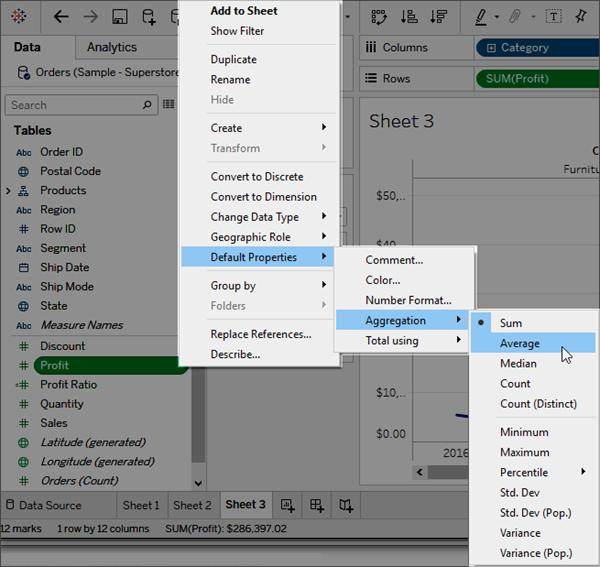 Data
Analytics
Orders (Sample - Superstore
Search
Tables
Abc Order ID
Postal Code
Products
Abc Region
# Row ID
Abc Segment
Ship Date
Abc Ship Mode
State
Abc Measure Names
# Discount
# Profit
# Profit Ratio
# Quantity
# Sales
Latitude (generated)
Longitude (generated)
# Orders (Count)
Add to Sheet
Show Filter
Duplicate
Rename
Hide
Create
Transform
Convert to Discrete
Convert to Dimension
Change Data Type
Geographic Role
Default Properties
Group by
Folders
Replace References...
Describe...
Comment...
Color...
Number Format...
Aggregation
Total using
Sum
Average
Median
Count
Count (Distinct)
Minimum
Maximum
Percentile
Std. Dev
Std. Dev (Pop.)
Variance
Variance (Pop.)
Columns
Category
Rows
SUM(Profit)
Sheet 3
Furnitu
$50,..
$40
$10,..
$0.00
2016
Data Source
Sheet 1
Sheet 2
Sheet 3
12 marks
1 row by 12 columns
SUM(Profit): $286,397.02